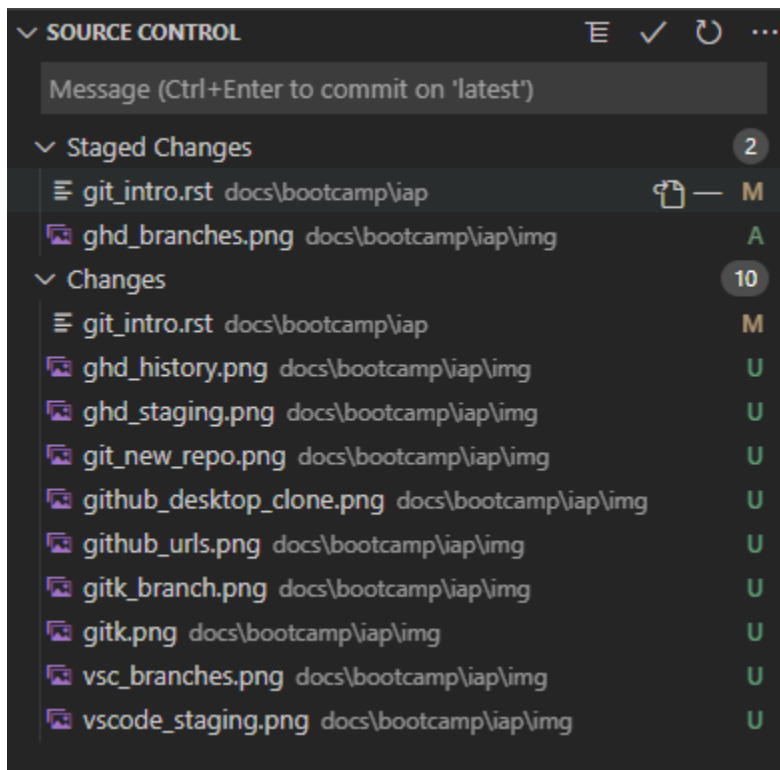 SOURCE CONTROL
Message (Ctrl+Enter to commit on 'latest')
Staged Changes 2
git_intro.rst docs\bootcamp\iap M
ghd_branches.png docs\bootcamp\iap\img A
Changes 10
git_intro.rst docs\bootcamp\iap M
ghd_history.png docs\bootcamp\iap\img U
ghd_staging.png docs\bootcamp\iap\img U
git_new_repo.png docs\bootcamp\iap\img U
github_desktop_clone.png docs\bootcamp\iap\img U
github_urls.png docs\bootcamp\iap\img U
gitk_branch.png docs\bootcamp\iap\img U
gitk.png docs\bootcamp\iap\img U
vsc_branches.png docs\bootcamp\iap\img U
vscode_staging.png docs\bootcamp\iap\img U